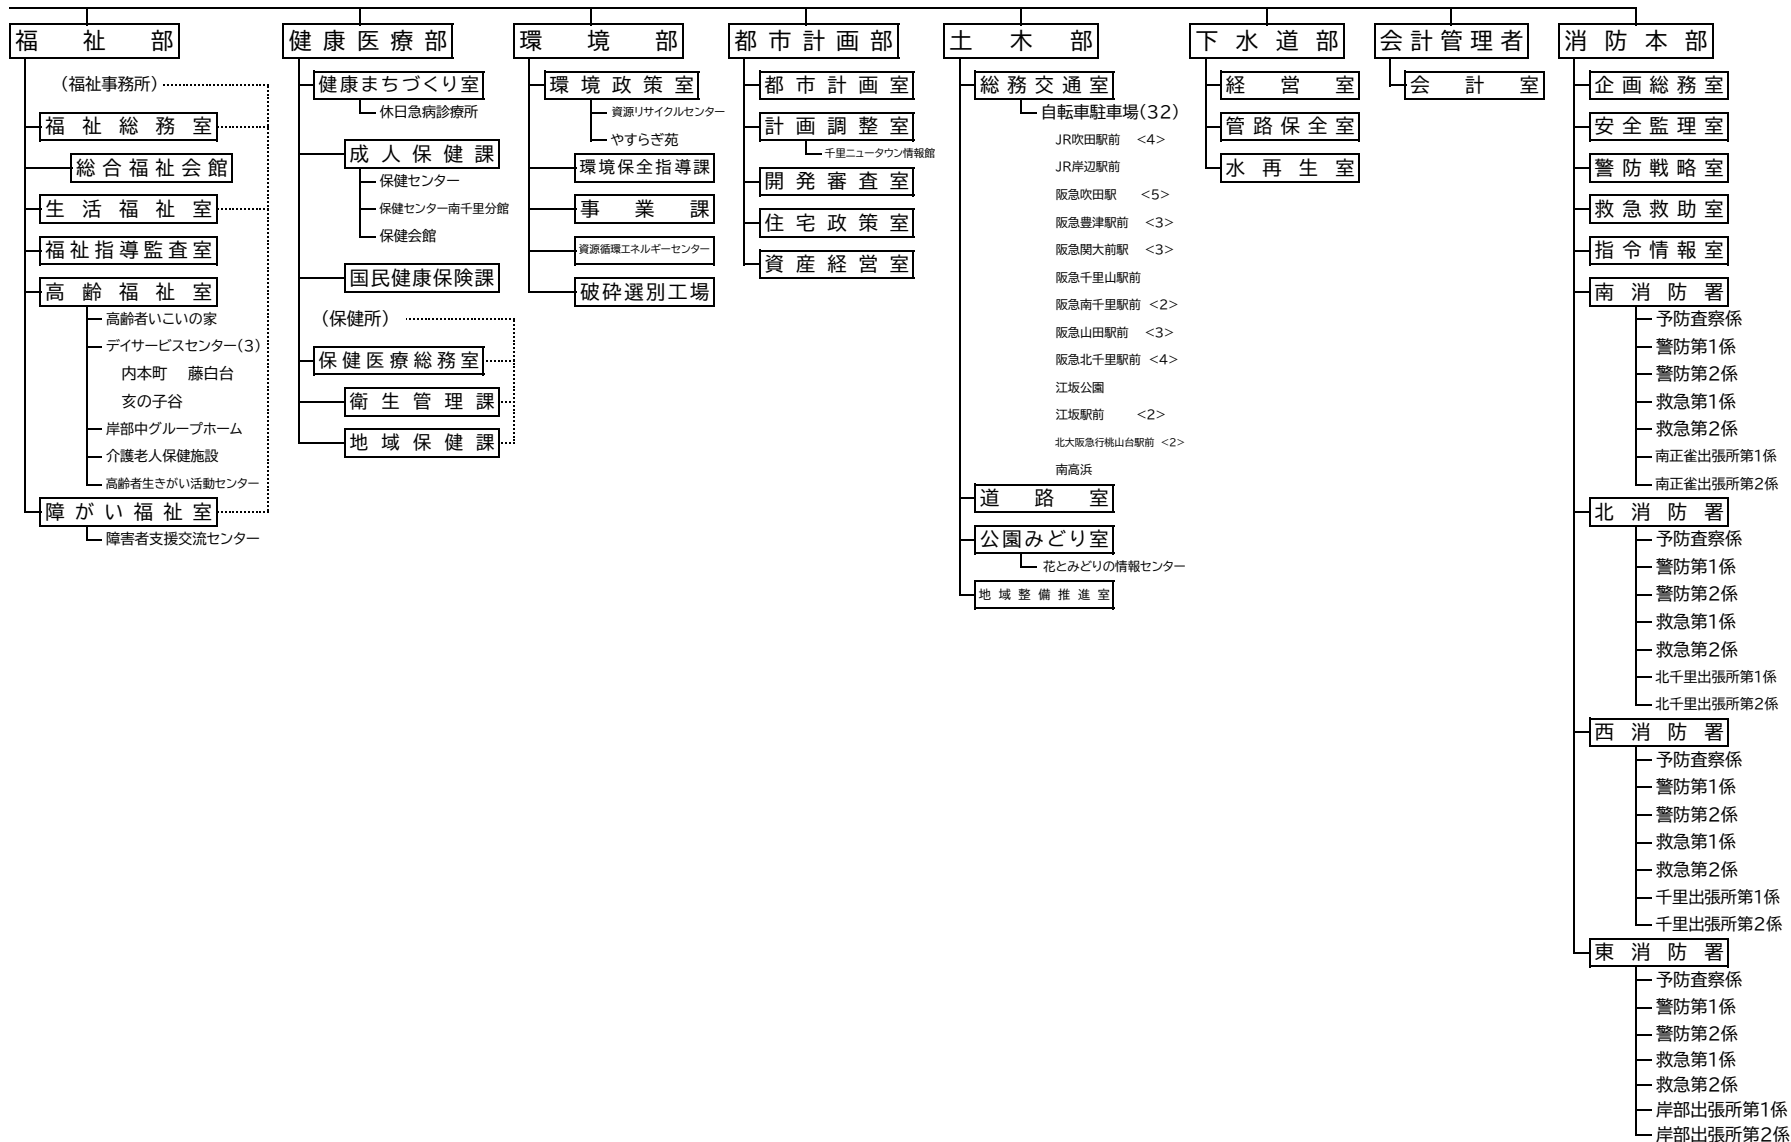 福祉部
(福祉事務所)
福祉総務室
総合福祉会館
生活福祉室
福祉指導監査室
高齢福祉室
高齢者いこいの家
デイサービスセンター(3)
内本町 藤白台
亥の子谷
岸部中グループホーム
介護老人保健施設
高齢者生きがい活動センター
障がい福祉室
障害者支援交流センター
健康医療部
健康まちづくり室
休日急病診療所
成人保健課
保健センター
保健センター南千里分館
保健会館
国民健康保険課
(保健所)
保健医療総務室
衛生管理課
地域保健課
環境部
環境政策室
資源リサイクルセンター
やすらぎ苑
環境保全指導課
事業課
資源循環エネルギーセンター
破砕選別工場
都市計画部
都市計画室
計画調整室
千里ニュータウン情報館
開発審査室
住宅政策室
資産経営室
土木部
総務交通室
自転車駐車場(32)
JR吹田駅前 <4>
JR岸辺駅前
阪急吹田駅 <5>
阪急豊津駅前 <3>
阪急関大前駅 <3>
阪急千里山駅前
阪急南千里駅前 <2>
阪急山田駅前 <3>
阪急北千里駅前 <4>
江坂公園
江坂駅前 <2>
北大阪急行桃山台駅前 <2>
南高浜
道路室
公園みどり室
花とみどりの情報センター
地域整備推進室
下水道部
経営室
管路保全室
水再生室
会計管理者
会計室
消防本部
企画総務室
安全監理室
警防戦略室
救急救助室
指令情報室
南消防署
予防査察係
警防第1係
警防第2係
救急第1係
救急第2係
南正雀出張所第1係
南正雀出張所第2係
北消防署
予防査察係
警防第1係
警防第2係
救急第1係
救急第2係
北千里出張所第1係
北千里出張所第2係
西消防署
予防査察係
警防第1係
警防第2係
救急第1係
救急第2係
千里出張所第1係
千里出張所第2係
東消防署
予防査察係
警防第1係
警防第2係
救急第1係
救急第2係
岸部出張所第1係
岸部出張所第2係